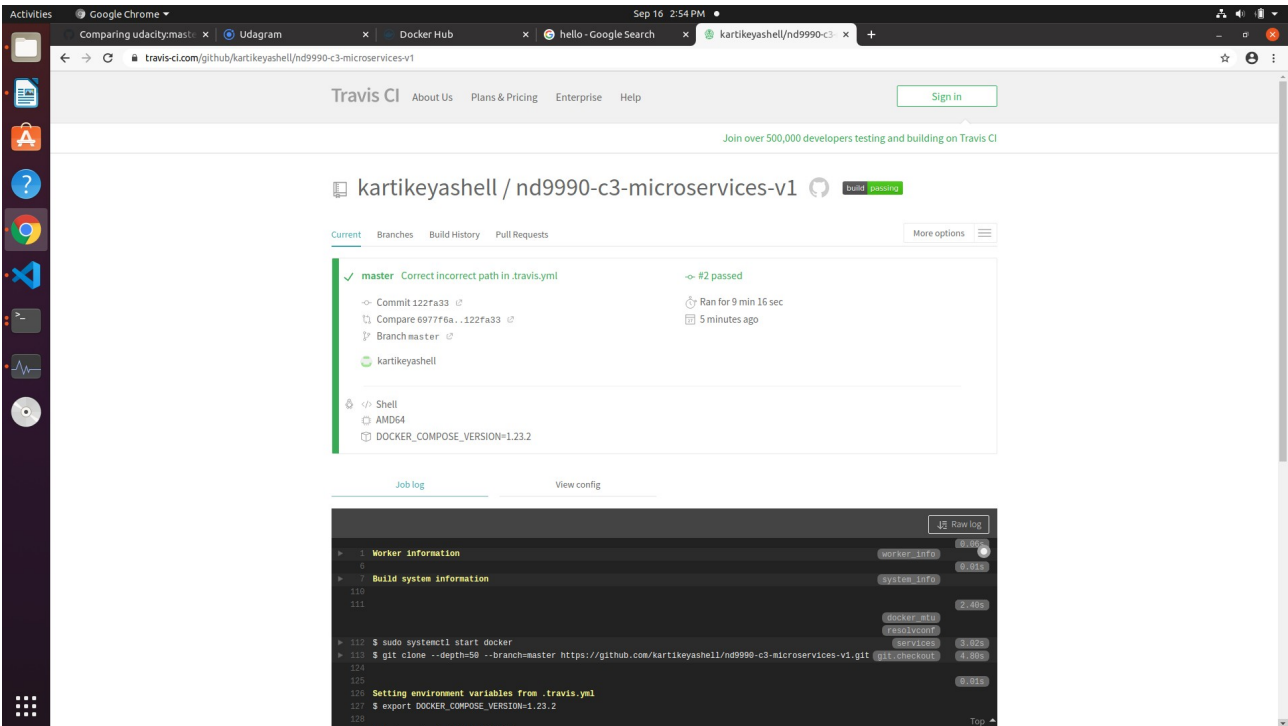 Activities Google Chrome Sep 16 2:54 PM
Comparing udacity:maste Udagram Docker Hub hello - Google Search kartikeyashell/nd9990-c3-
travis-ci.com/github/kartikeyashell/nd9990-c3-microservices-v1
Travis CI About Us Plans & Pricing Enterprise Help Sign in
Join over 500,000 developers testing and building on Travis CI
kartikeyashell / nd9990-c3-microservices-v1 build passing
Current Branches Build History Pull Requests More options
master Correct incorrect path in .travis.yml #2 passed
Commit 122fa33 Ran for 9 min 16 sec
Compare 6977f6a..122fa33 5 minutes ago
Branch master
kartikeyashell
Shell
AMD64
DOCKER_COMPOSE_VERSION=1.23.2
Job log View config
Raw log
0.06s
1 Worker information worker_info
6 0.01s
7 Build system information system_info
110
111 2.40s
docker_mtu
resolvconf
112 $ sudo systemctl start docker services 3.02s
113 $ git clone --depth=50 --branch=master https://github.com/kartikeyashell/nd9990-c3-microservices-v1.git git.checkout 4.80s
124
125 0.01s
126 Setting environment variables from .travis.yml
127 $ export DOCKER_COMPOSE_VERSION=1.23.2
128 Top